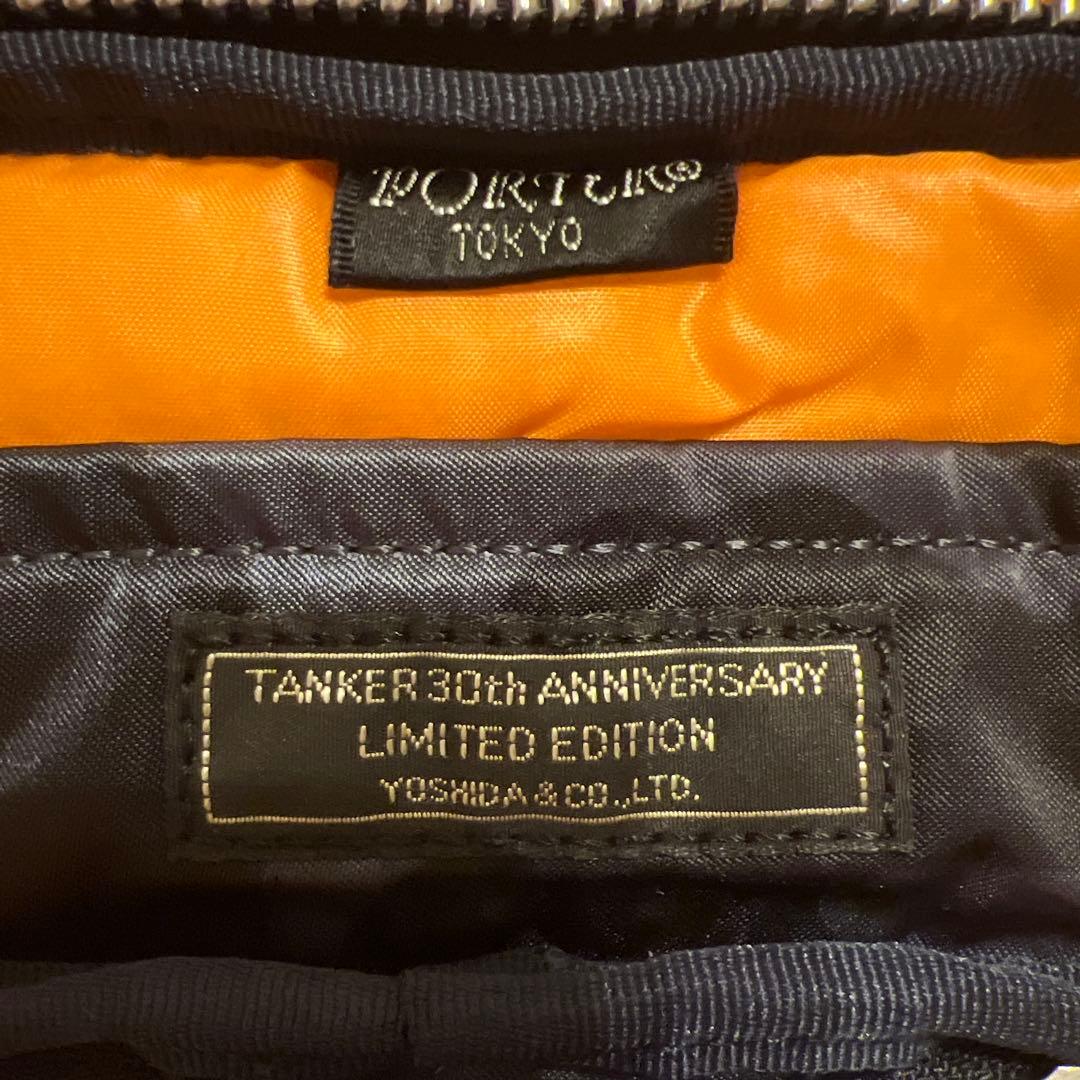 PORTER®
TOKYO
TANKER 30th ANNIVERSARY
LIMITED EDITION
YOSHIDA & CO.,LTD.